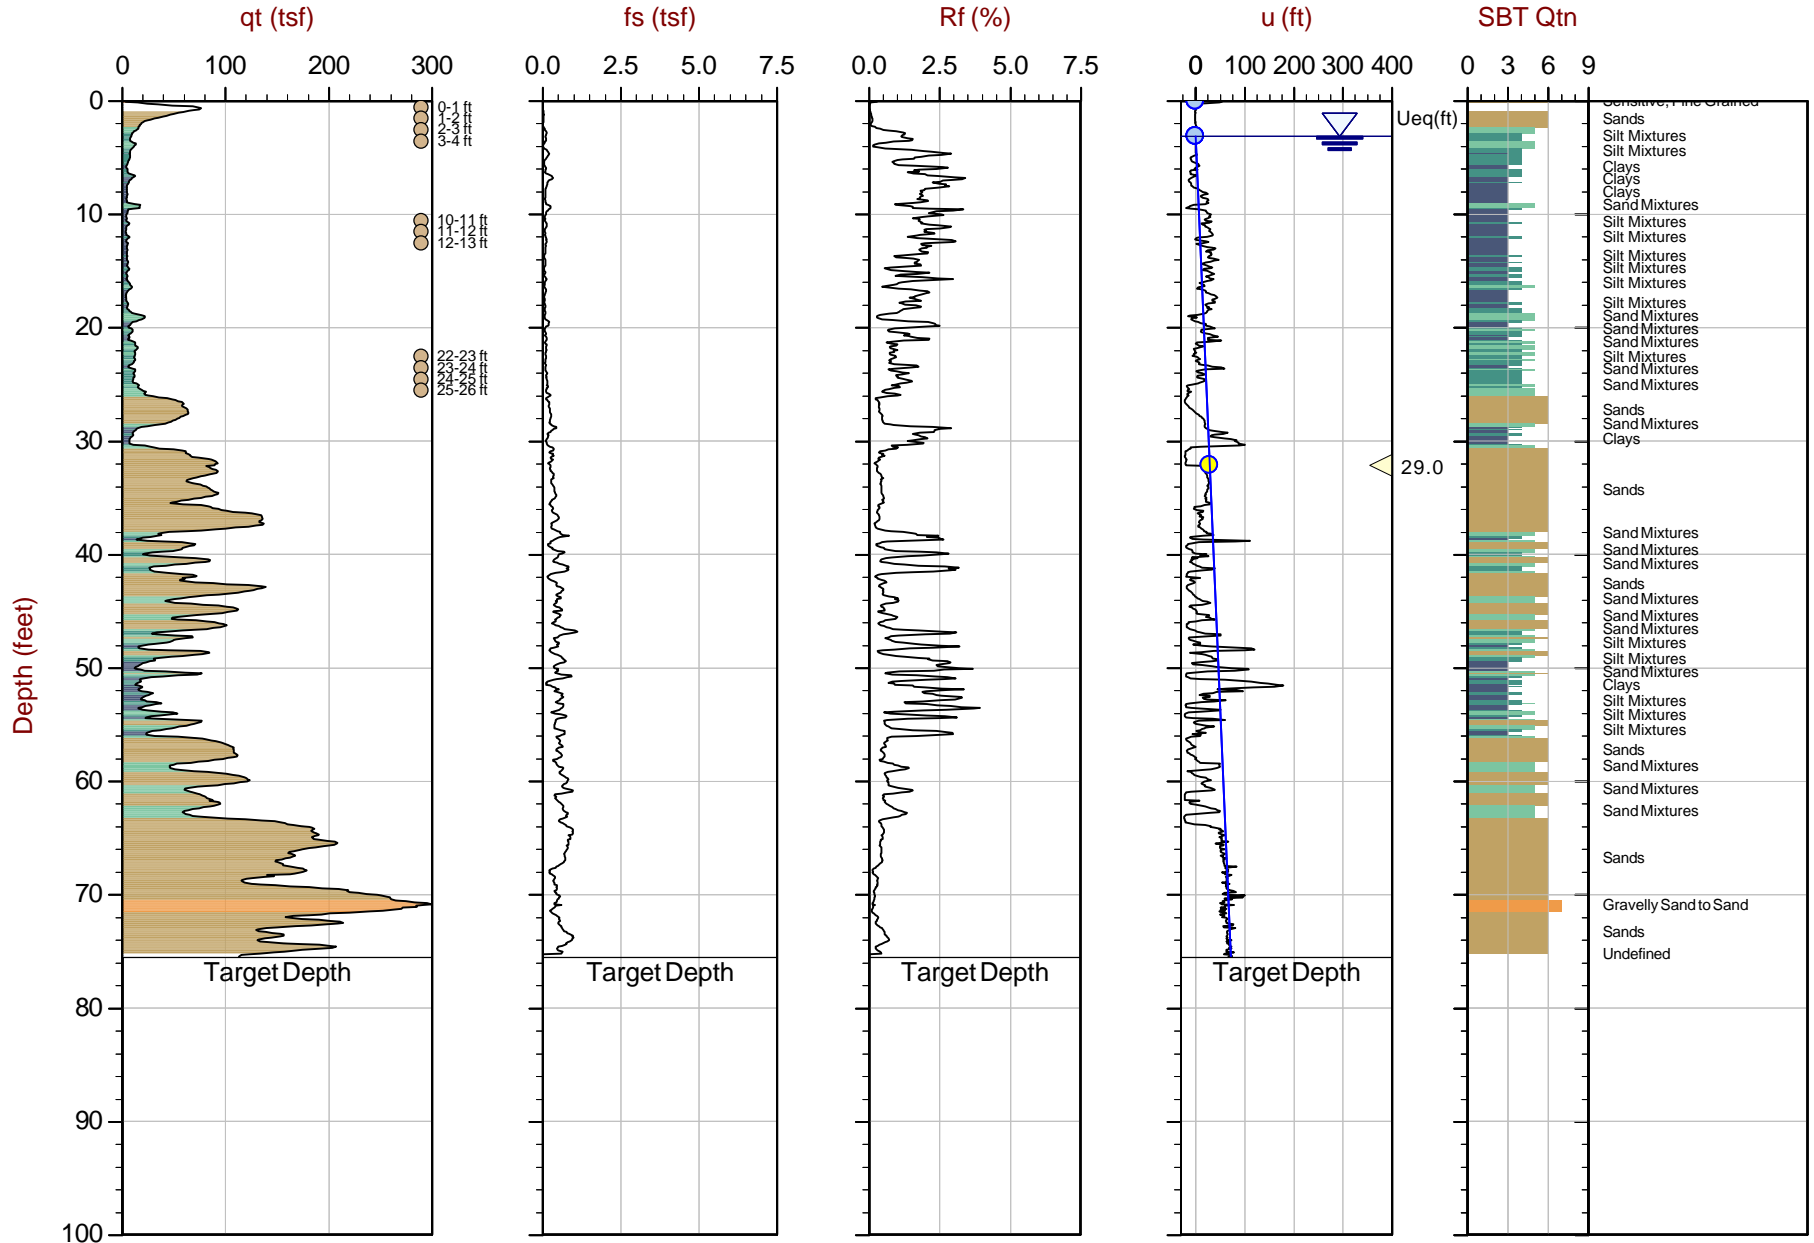 qt (tsf)
fs (tsf)
Rf (%)
u (ft)
SBT Qtn
0 100 200 300
0.0 2.5 5.0 7.5
0.0 2.5 5.0 7.5
0 100 200 300 400
0 3 6 9
Depth (feet)
0
10
20
30
40
50
60
70
80
90
100
0-1 ft
1-2 ft
2-3 ft
3-4 ft
10-11 ft
11-12 ft
12-13 ft
22-23 ft
23-24 ft
24-25 ft
25-26 ft
Target Depth
Target Depth
Target Depth
Target Depth
Ueq(ft)
29.0
Sensitive, Fine Grained
Sands
Silt Mixtures
Silt Mixtures
Clays
Clays
Clays
Sand Mixtures
Silt Mixtures
Silt Mixtures
Silt Mixtures
Silt Mixtures
Silt Mixtures
Silt Mixtures
Sand Mixtures
Sand Mixtures
Sand Mixtures
Silt Mixtures
Sand Mixtures
Sand Mixtures
Sands
Sand Mixtures
Clays
Sands
Sand Mixtures
Sand Mixtures
Sand Mixtures
Sands
Sand Mixtures
Sand Mixtures
Sand Mixtures
Silt Mixtures
Silt Mixtures
Sand Mixtures
Clays
Silt Mixtures
Silt Mixtures
Silt Mixtures
Sands
Sand Mixtures
Sand Mixtures
Sand Mixtures
Sands
Gravelly Sand to Sand
Sands
Undefined